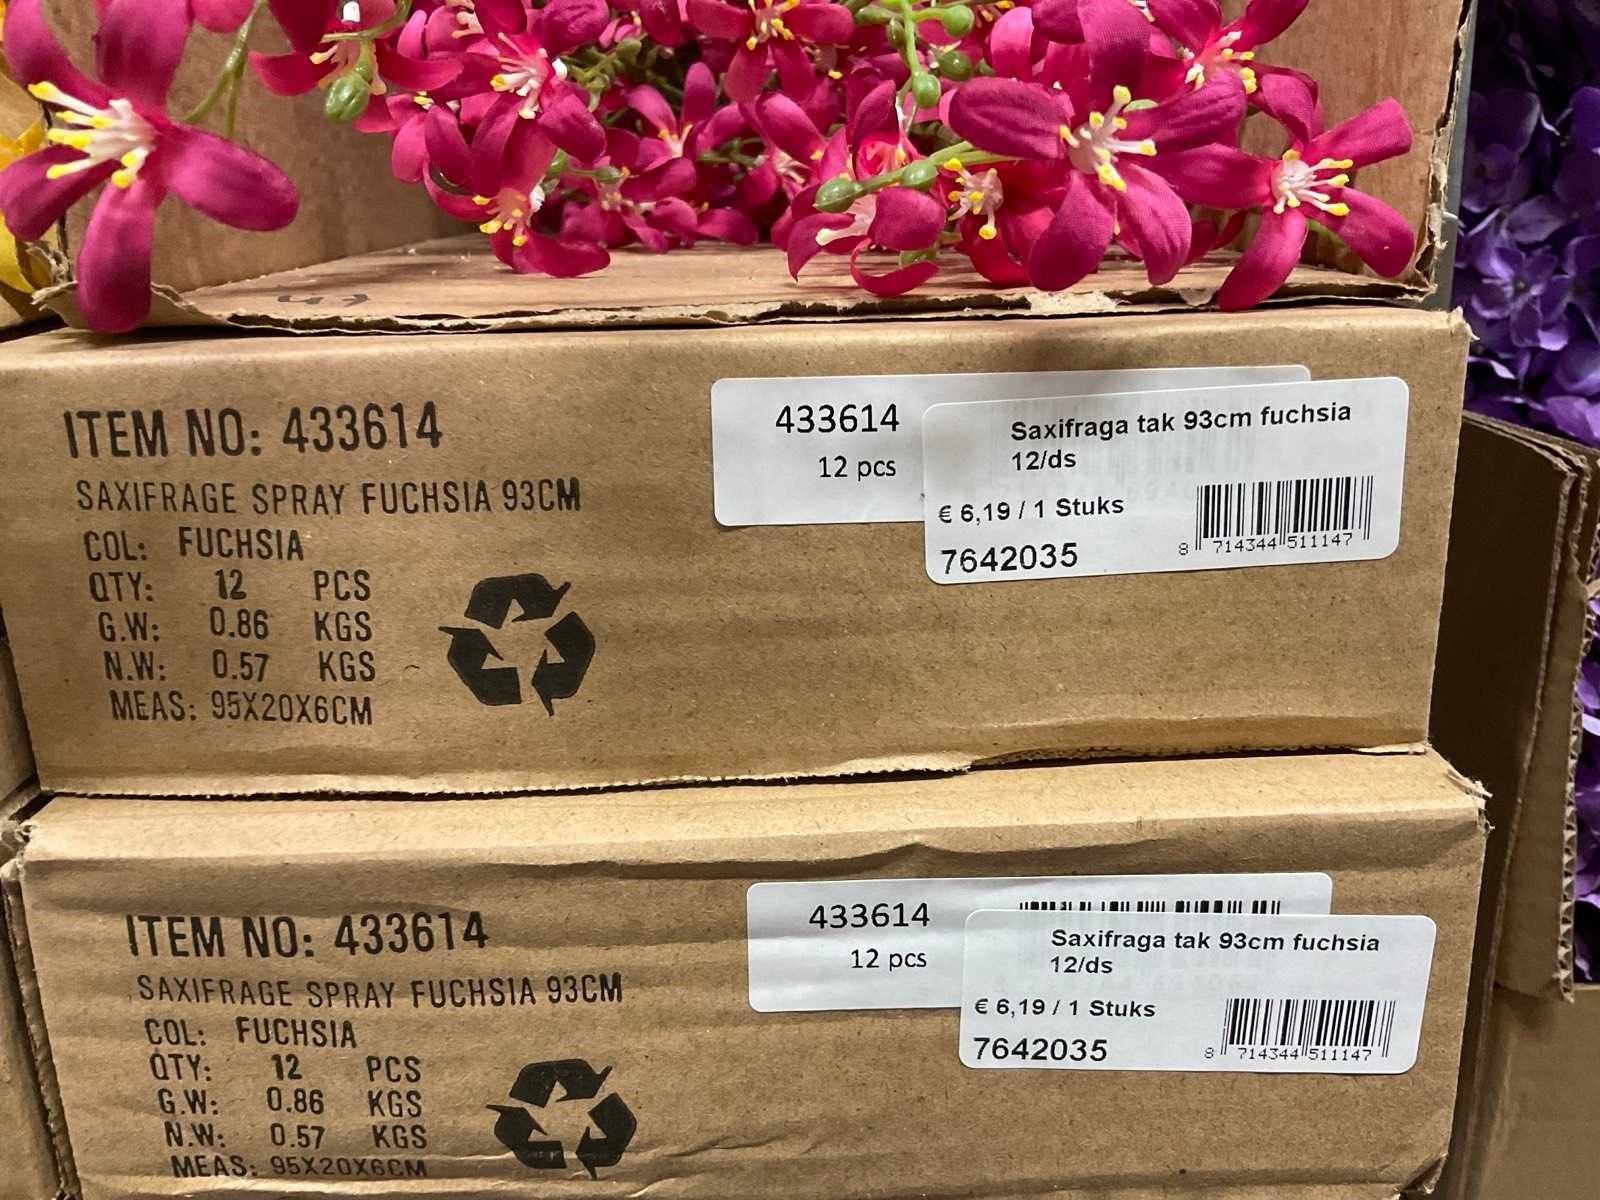 ITEM NO: 433614
SAXIFRAGE SPRAY FUCHSIA 93CM
COL: FUCHSIA
QTY: 12 PCS
G.W: 0.86 KGS
N.W: 0.57 KGS
MEAS: 95X20X6CM
433614
12 pcs
Saxifraga tak 93cm fuchsia
12/ds
€ 6,19 / 1 Stuks
7642035
8 714344 511147
ITEM NO: 433614
SAXIFRAGE SPRAY FUCHSIA 93CM
COL: FUCHSIA
QTY: 12 PCS
G.W: 0.86 KGS
N.W: 0.57 KGS
MEAS: 95X20X6CM
433614
12 pcs
Saxifraga tak 93cm fuchsia
12/ds
€ 6,19 / 1 Stuks
7642035
8 714344 511147